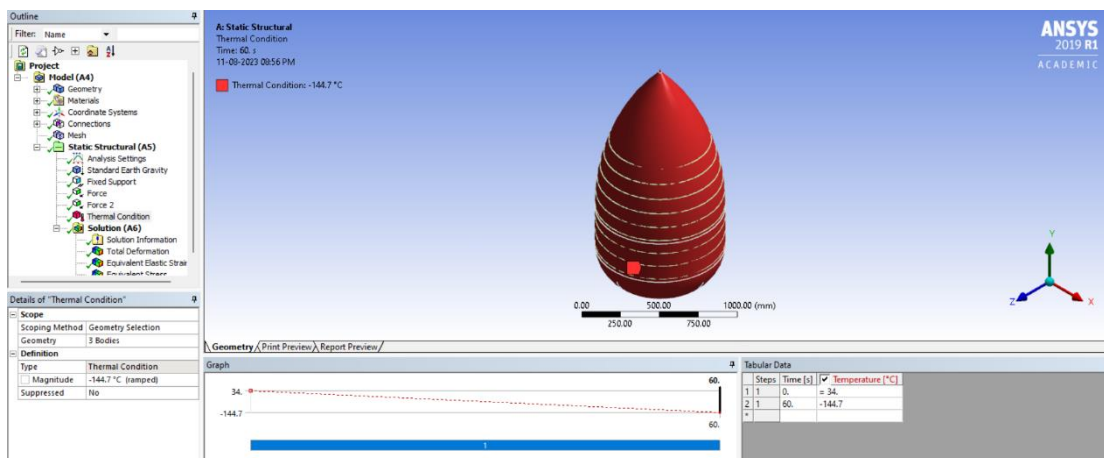 Outline
Filter: Name
Project
Model (A4)
Geometry
Materials
Coordinate Systems
Connections
Mesh
Static Structural (A5)
Analysis Settings
Standard Earth Gravity
Fixed Support
Force
Force 2
Thermal Condition
Solution (A6)
Solution Information
Total Deformation
Equivalent Elastic Strai
Equivalent Stress
Details of "Thermal Condition"
Scope
Scoping Method Geometry Selection
Geometry 3 Bodies
Definition
Type Thermal Condition
Magnitude -144.7 °C (ramped)
Suppressed No
A: Static Structural
Thermal Condition
Time: 60. s
11-08-2023 08:56 PM
Thermal Condition: -144.7 °C
ANSYS
2019 R1
ACADEMIC
0.00 500.00 1000.00 (mm)
250.00 750.00
Y
Z X
Geometry Print Preview Report Preview
Graph
60.
34.
-144.7
60.
1
Tabular Data
Steps Time [s] Temperature [°C]
1 1 0. = 34.
2 1 60. -144.7
*